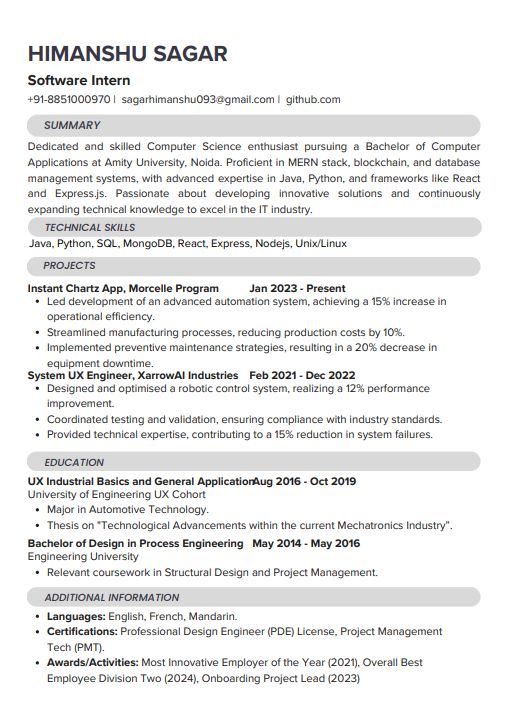 HIMANSHU SAGAR
Software Intern
+91-8851000970 | sagarhimanshu093@gmail.com | github.com
SUMMARY
Dedicated and skilled Computer Science enthusiast pursuing a Bachelor of Computer
Applications at Amity University, Noida. Proficient in MERN stack, blockchain, and database
management systems, with advanced expertise in Java, Python, and frameworks like React
and Express.js. Passionate about developing innovative solutions and continuously
expanding technical knowledge to excel in the IT industry.
TECHNICAL SKILLS
Java, Python, SQL, MongoDB, React, Express, Nodejs, Unix/Linux
PROJECTS
Instant Chartz App, Morcelle Program Jan 2023 - Present
• Led development of an advanced automation system, achieving a 15% increase in
operational efficiency.
• Streamlined manufacturing processes, reducing production costs by 10%.
• Implemented preventive maintenance strategies, resulting in a 20% decrease in
equipment downtime.
System UX Engineer, XarrowAI Industries Feb 2021 - Dec 2022
• Designed and optimised a robotic control system, realizing a 12% performance
improvement.
• Coordinated testing and validation, ensuring compliance with industry standards.
• Provided technical expertise, contributing to a 15% reduction in system failures.
EDUCATION
UX Industrial Basics and General Application Aug 2016 - Oct 2019
University of Engineering UX Cohort
• Major in Automotive Technology.
• Thesis on "Technological Advancements within the current Mechatronics Industry".
Bachelor of Design in Process Engineering May 2014 - May 2016
Engineering University
• Relevant coursework in Structural Design and Project Management.
ADDITIONAL INFORMATION
• Languages: English, French, Mandarin.
• Certifications: Professional Design Engineer (PDE) License, Project Management
Tech (PMT).
• Awards/Activities: Most Innovative Employer of the Year (2021), Overall Best
Employee Division Two (2024), Onboarding Project Lead (2023)